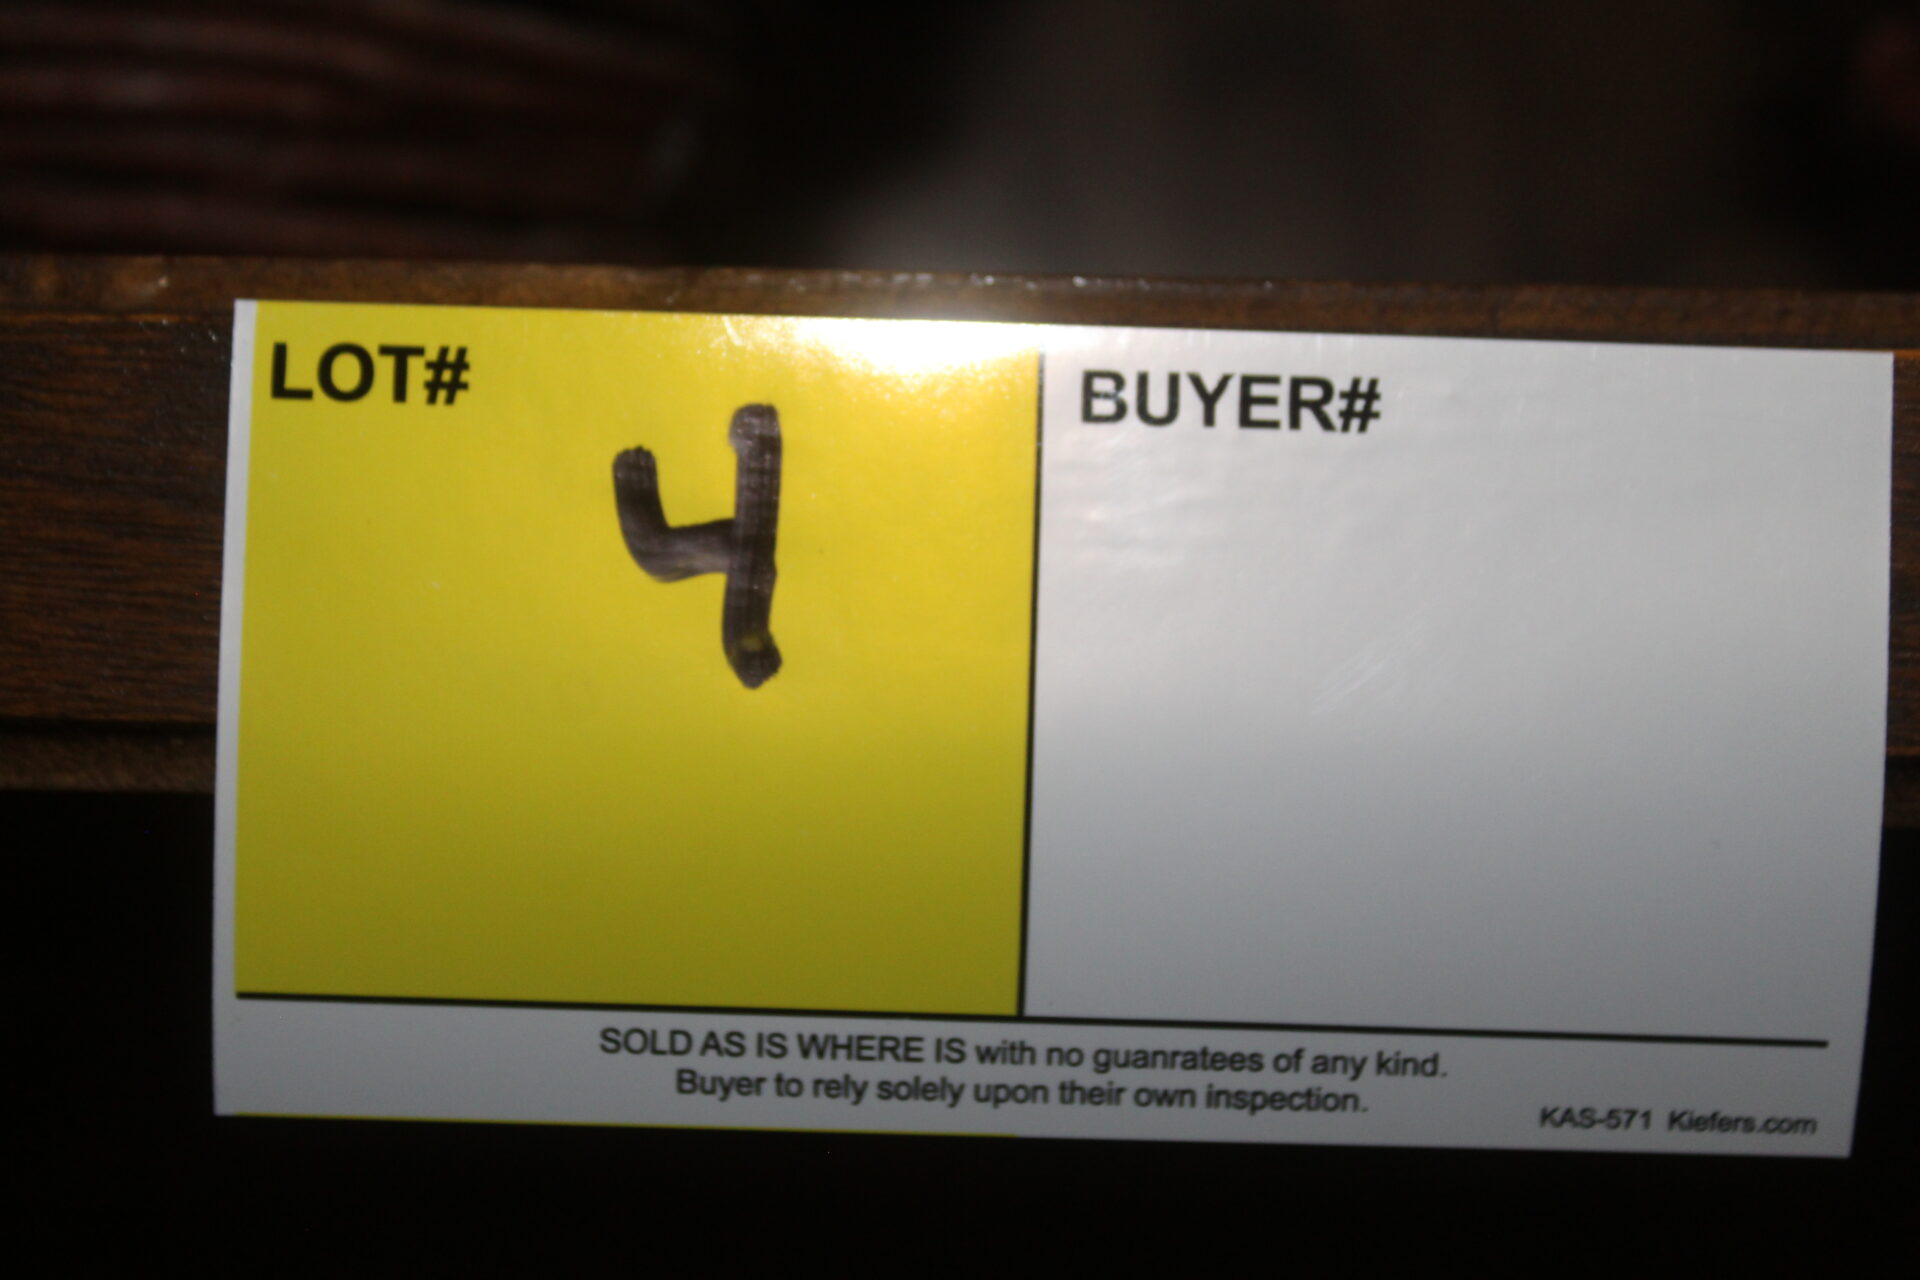 LOT#
4
BUYER#
SOLD AS IS WHERE IS with no guanratees of any kind.
Buyer to rely solely upon their own inspection.
KAS-571 Kiefers.com